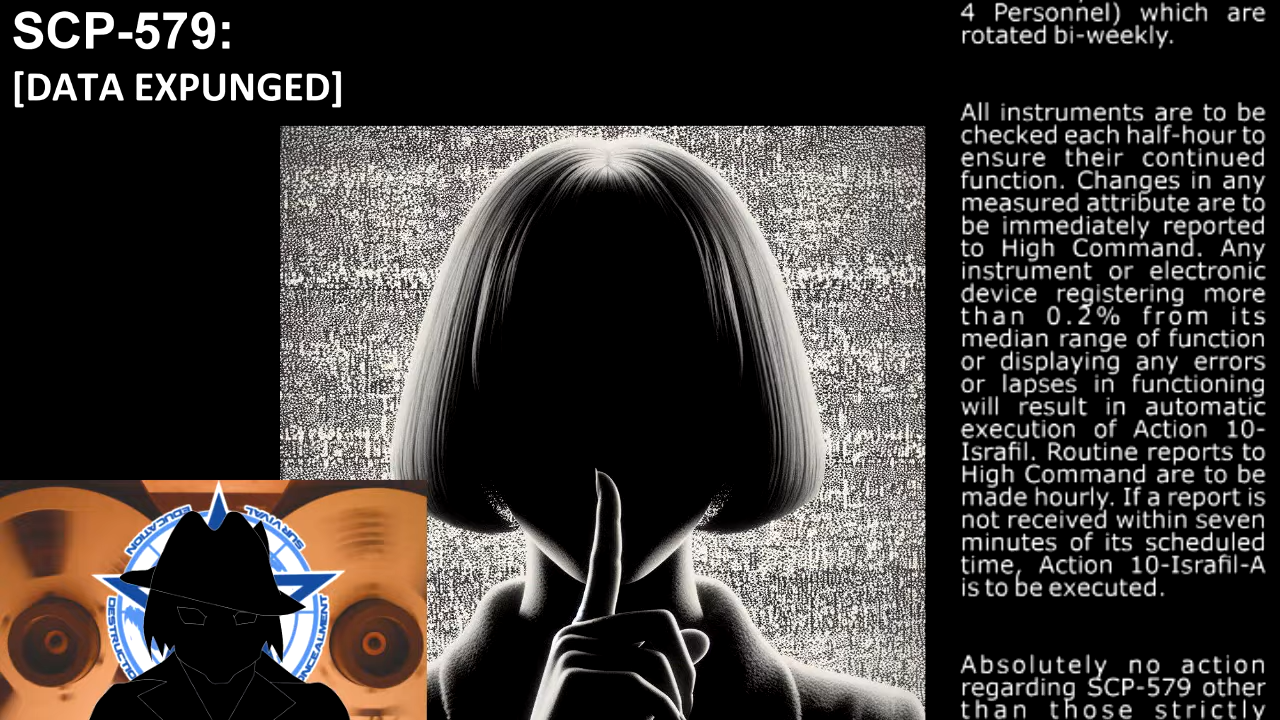 SCP-579:
[DATA EXPUNGED]
4 Personnel) which are
rotated bi-weekly.
All instruments are to be
checked each half-hour to
ensure their continued
function. Changes in any
measured attribute are to
be immediately reported
to High Command. Any
instrument or electronic
device registering more
than 0.2% from its
median range of function
or displaying any errors
or lapses in functioning
will result in automatic
execution of Action 10-
Israfil. Routine reports to
High Command are to be
made hourly. If a report is
not received within seven
minutes of its scheduled
time, Action 10-Israfil-A
is to be executed.
Absolutely no action
regarding SCP-579 other
than those strictly
EDUCATION
SURVIVAL